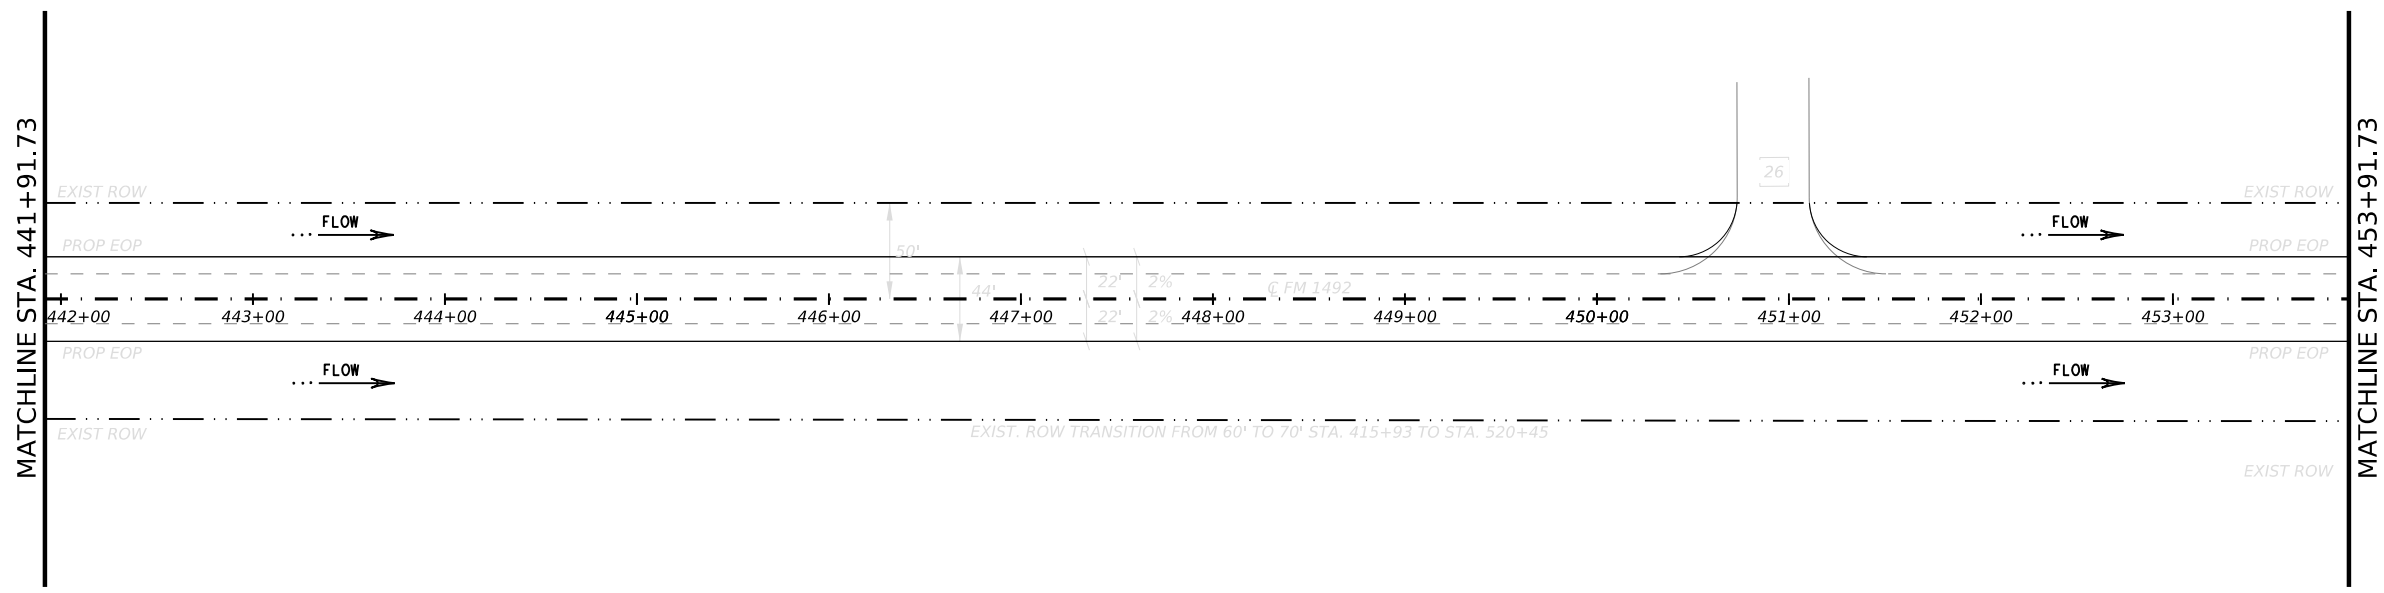 MATCHLINE STA. 441+91.73
EXIST ROW
26
EXIST ROW
FLOW
FLOW
PROP EOP
50'
PROP EOP
44'
22'
2%
℄ FM 1492
442+00
443+00
444+00
445+00
446+00
447+00
22'
2%
448+00
449+00
450+00
451+00
452+00
453+00
PROP EOP
PROP EOP
FLOW
FLOW
EXIST ROW
EXIST. ROW TRANSITION FROM 60' TO 70' STA. 415+93 TO STA. 520+45
EXIST ROW
MATCHLINE STA. 453+91.73